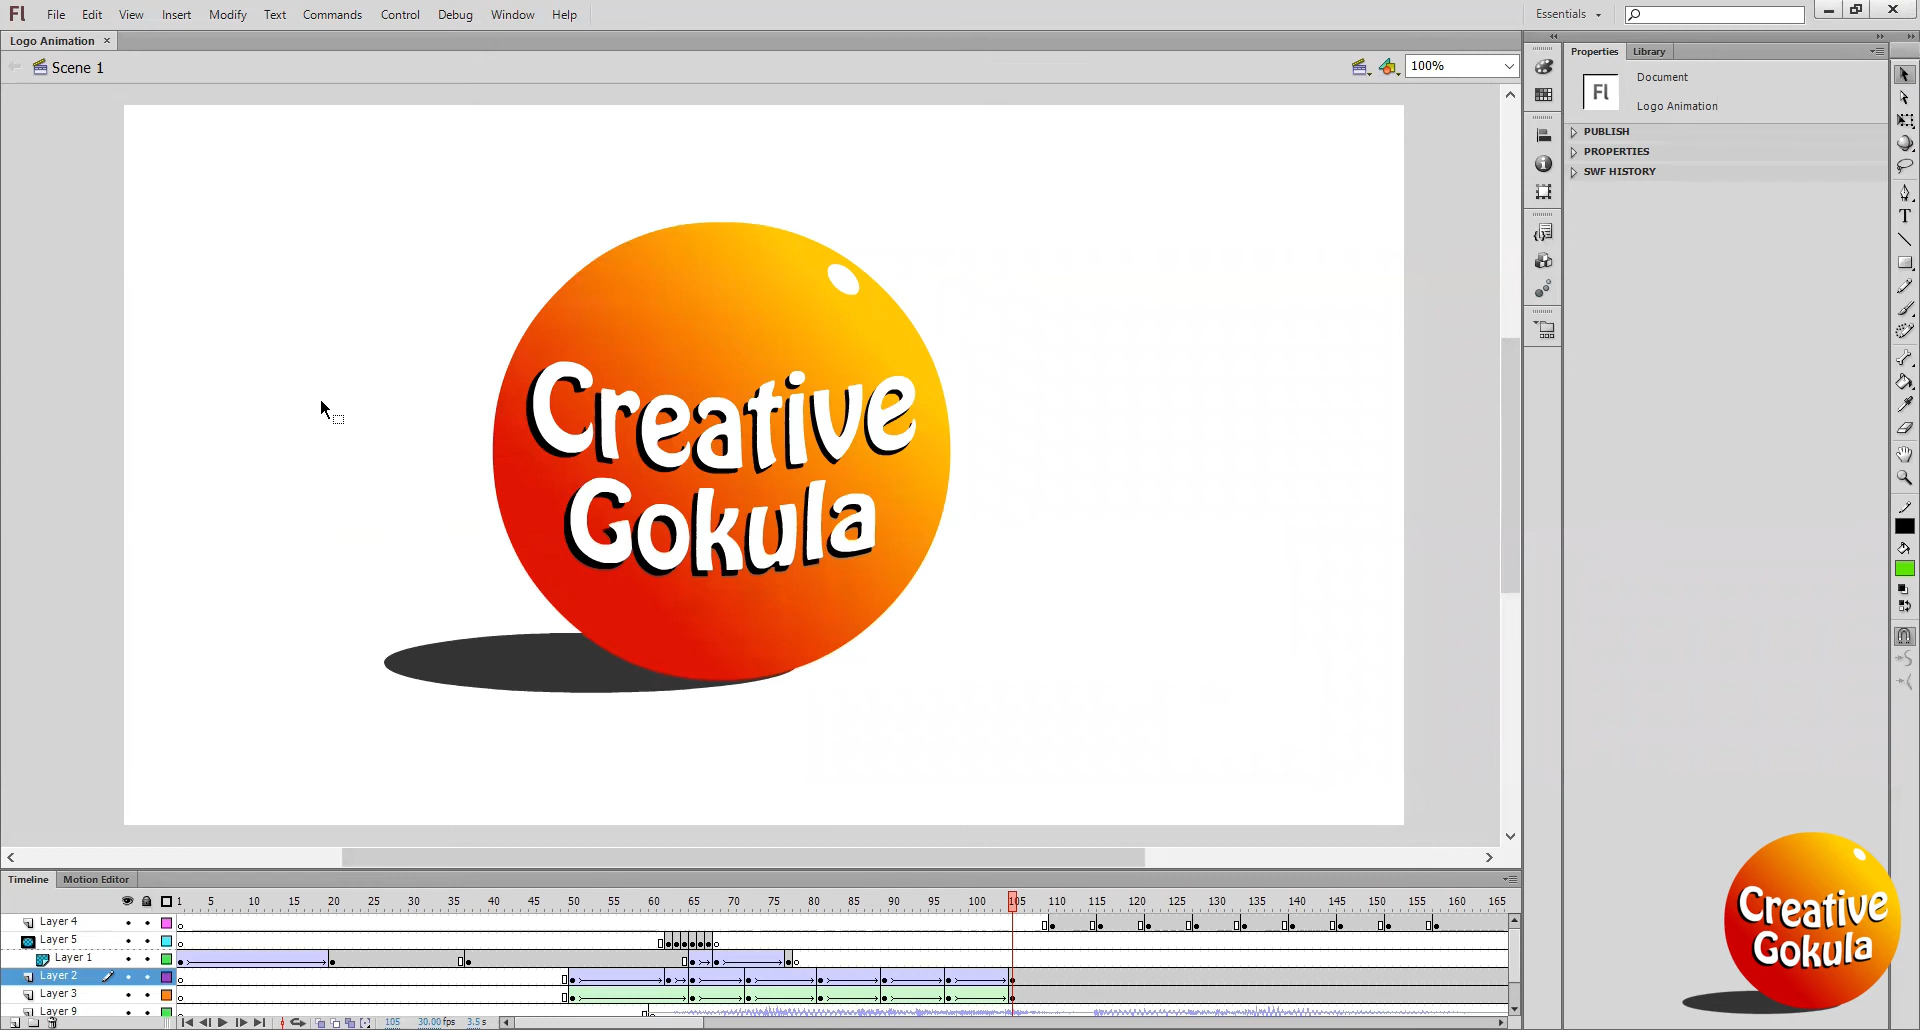 Fl File Edit View Insert Modify Text Commands Control Debug Window Help Essentials
Logo Animation ×
Scene 1
100%
Properties Library
Fl
Document
Logo Animation
PUBLISH
PROPERTIES
SWF HISTORY
T
Creative
Gokula
Timeline Motion Editor
1 5 10 15 20 25 30 35 40 45 50 55 60 65 70 75 80 85 90 95 100 105 110 115 120 125 130 135 140 145 150 155 160 165
Layer 4
Layer 5
Layer 1
Layer 2
Layer 3
Layer 9
105 30.00 fps 3.5 s
Creative
Gokula